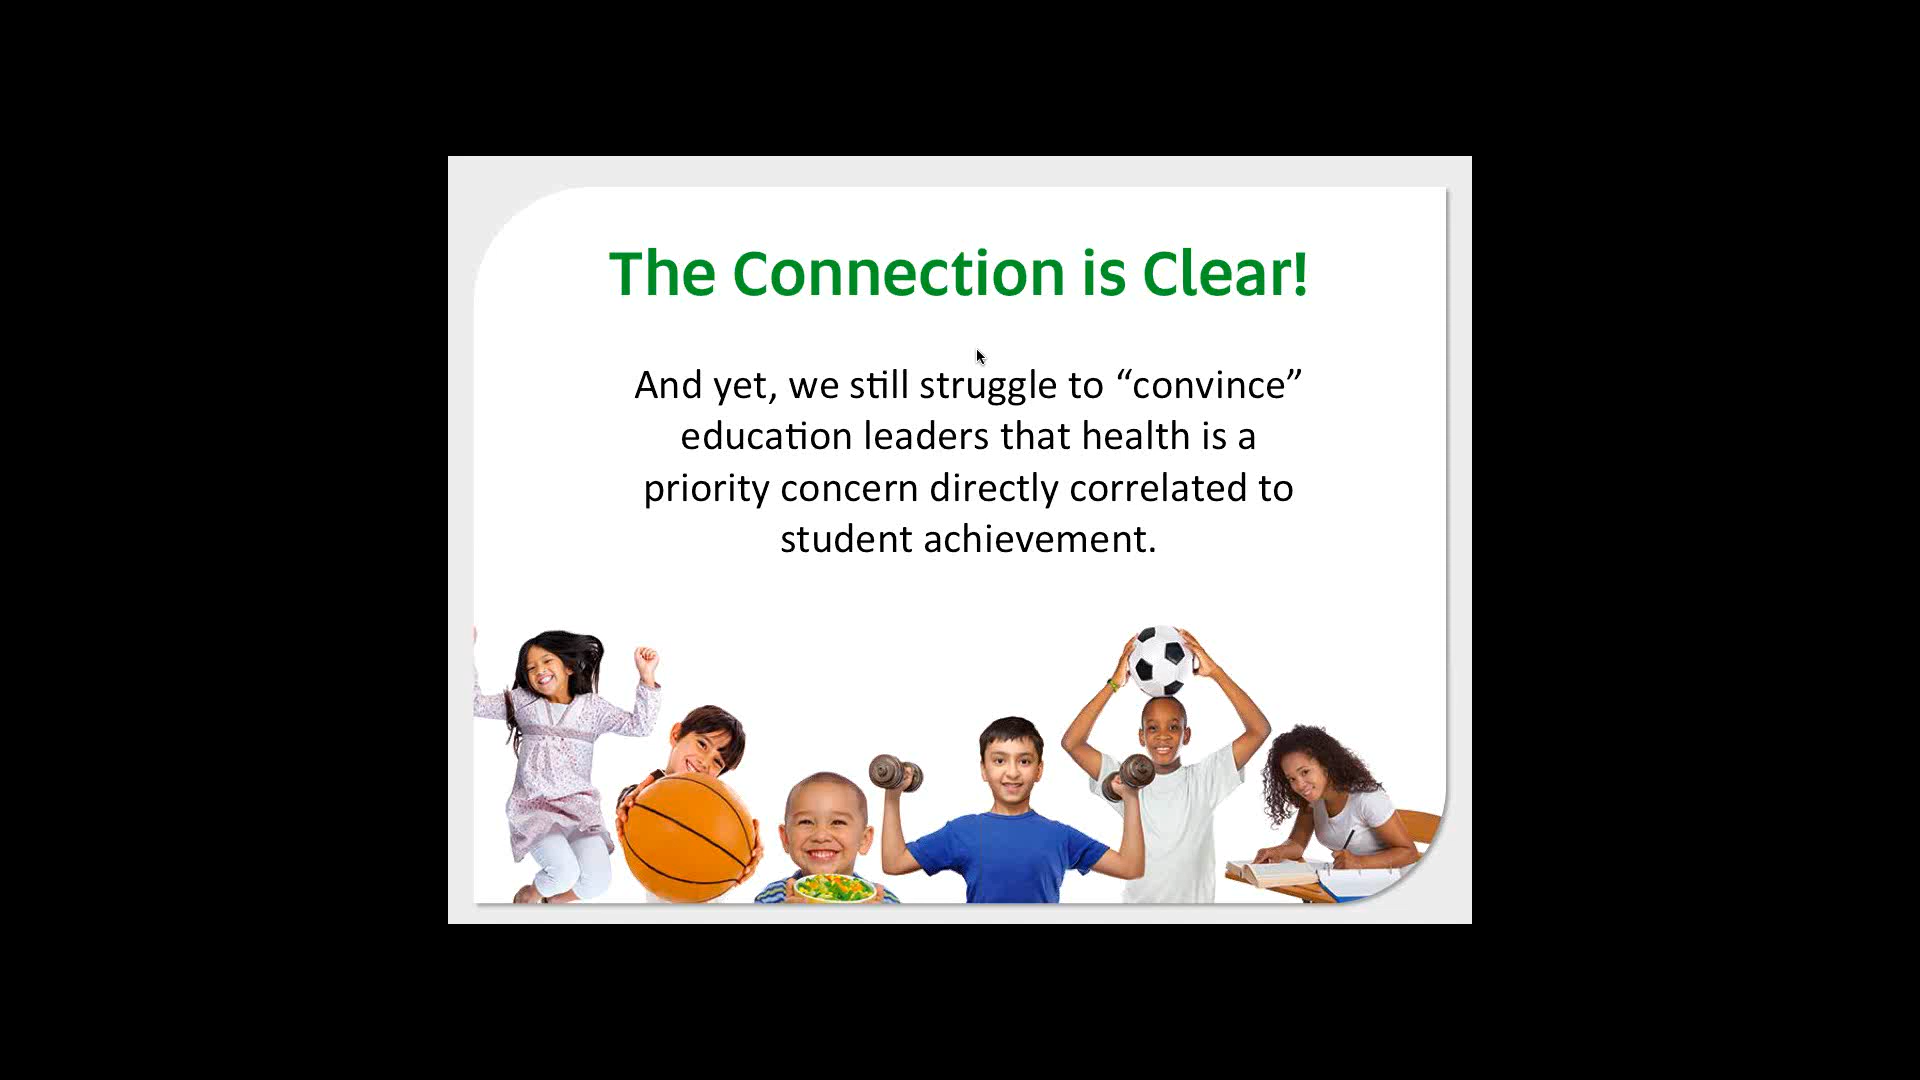 The Connection is Clear!
And yet, we still struggle to “convince”
education leaders that health is a
priority concern directly correlated to
student achievement.